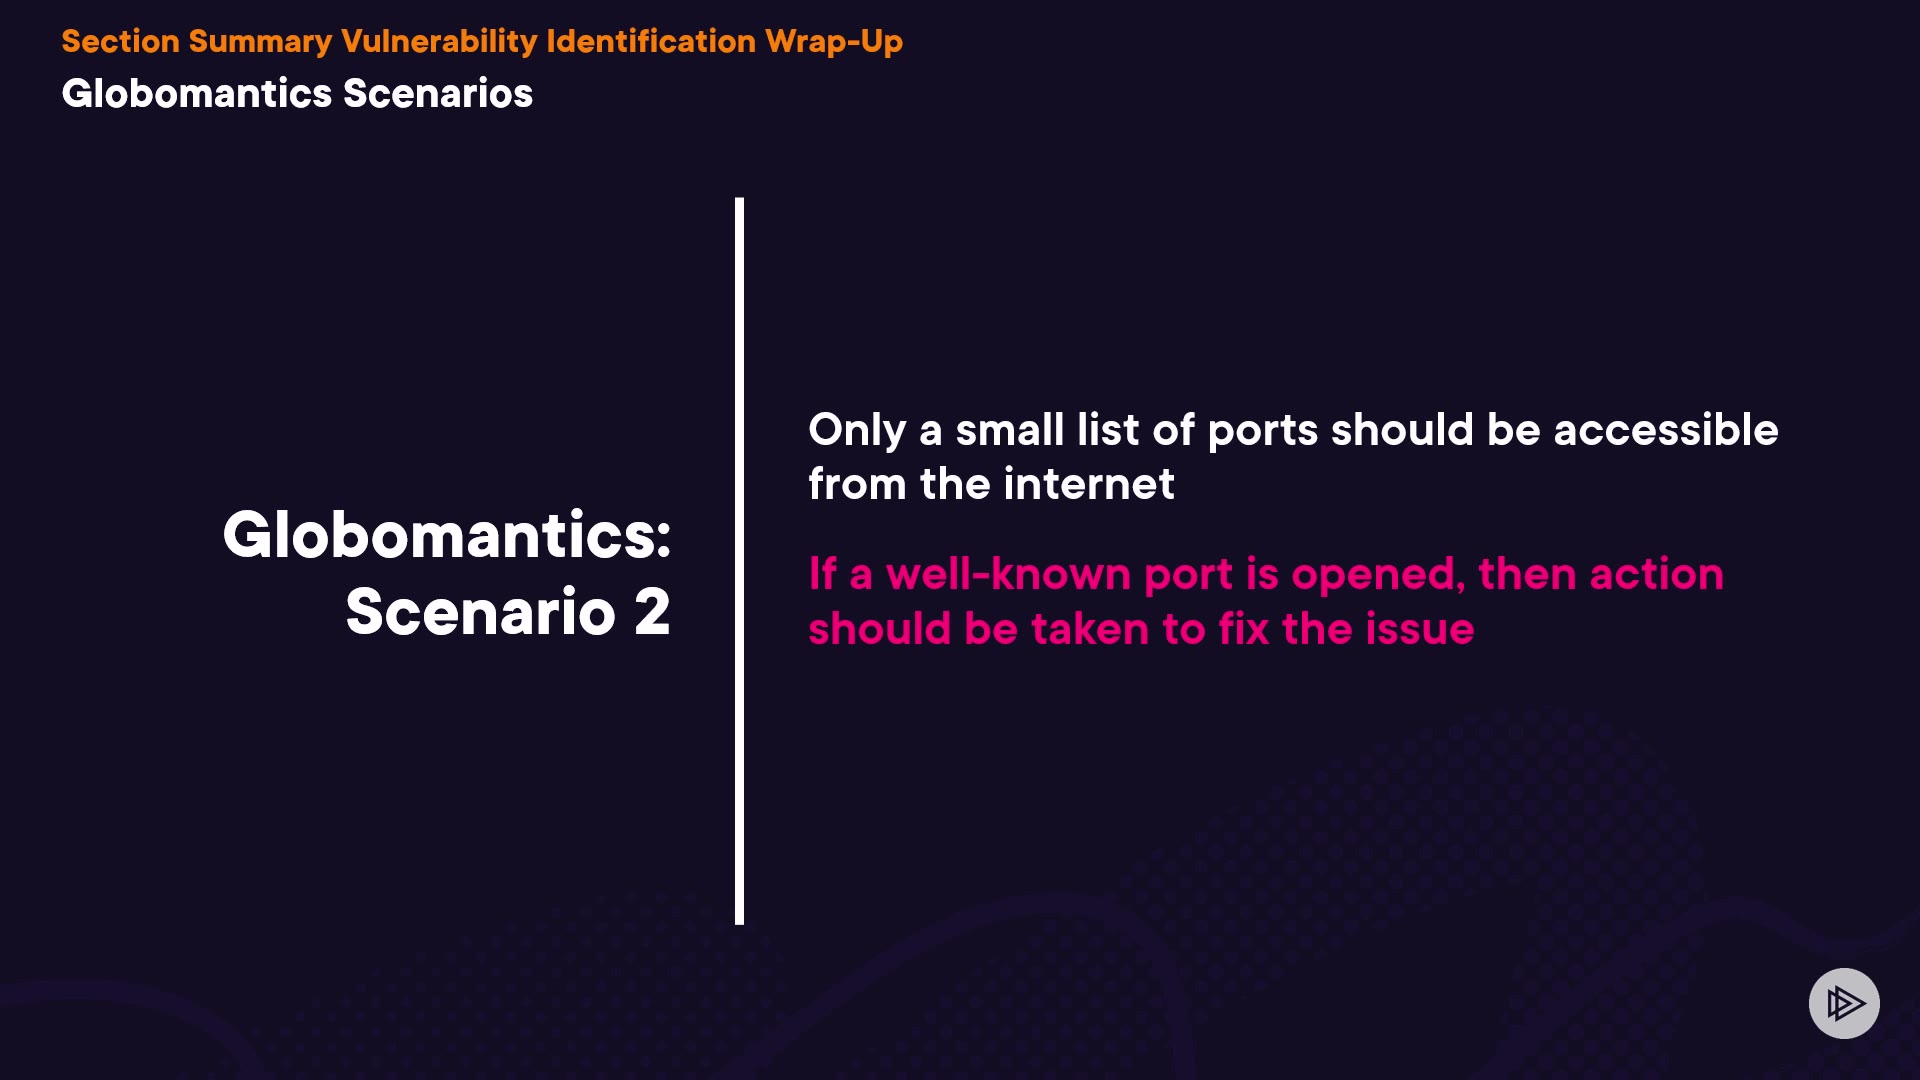 Section Summary Vulnerability Identification Wrap-Up
Globomantics Scenarios
Globomantics:
Scenario 2
Only a small list of ports should be accessible
from the internet
If a well-known port is opened, then action
should be taken to fix the issue